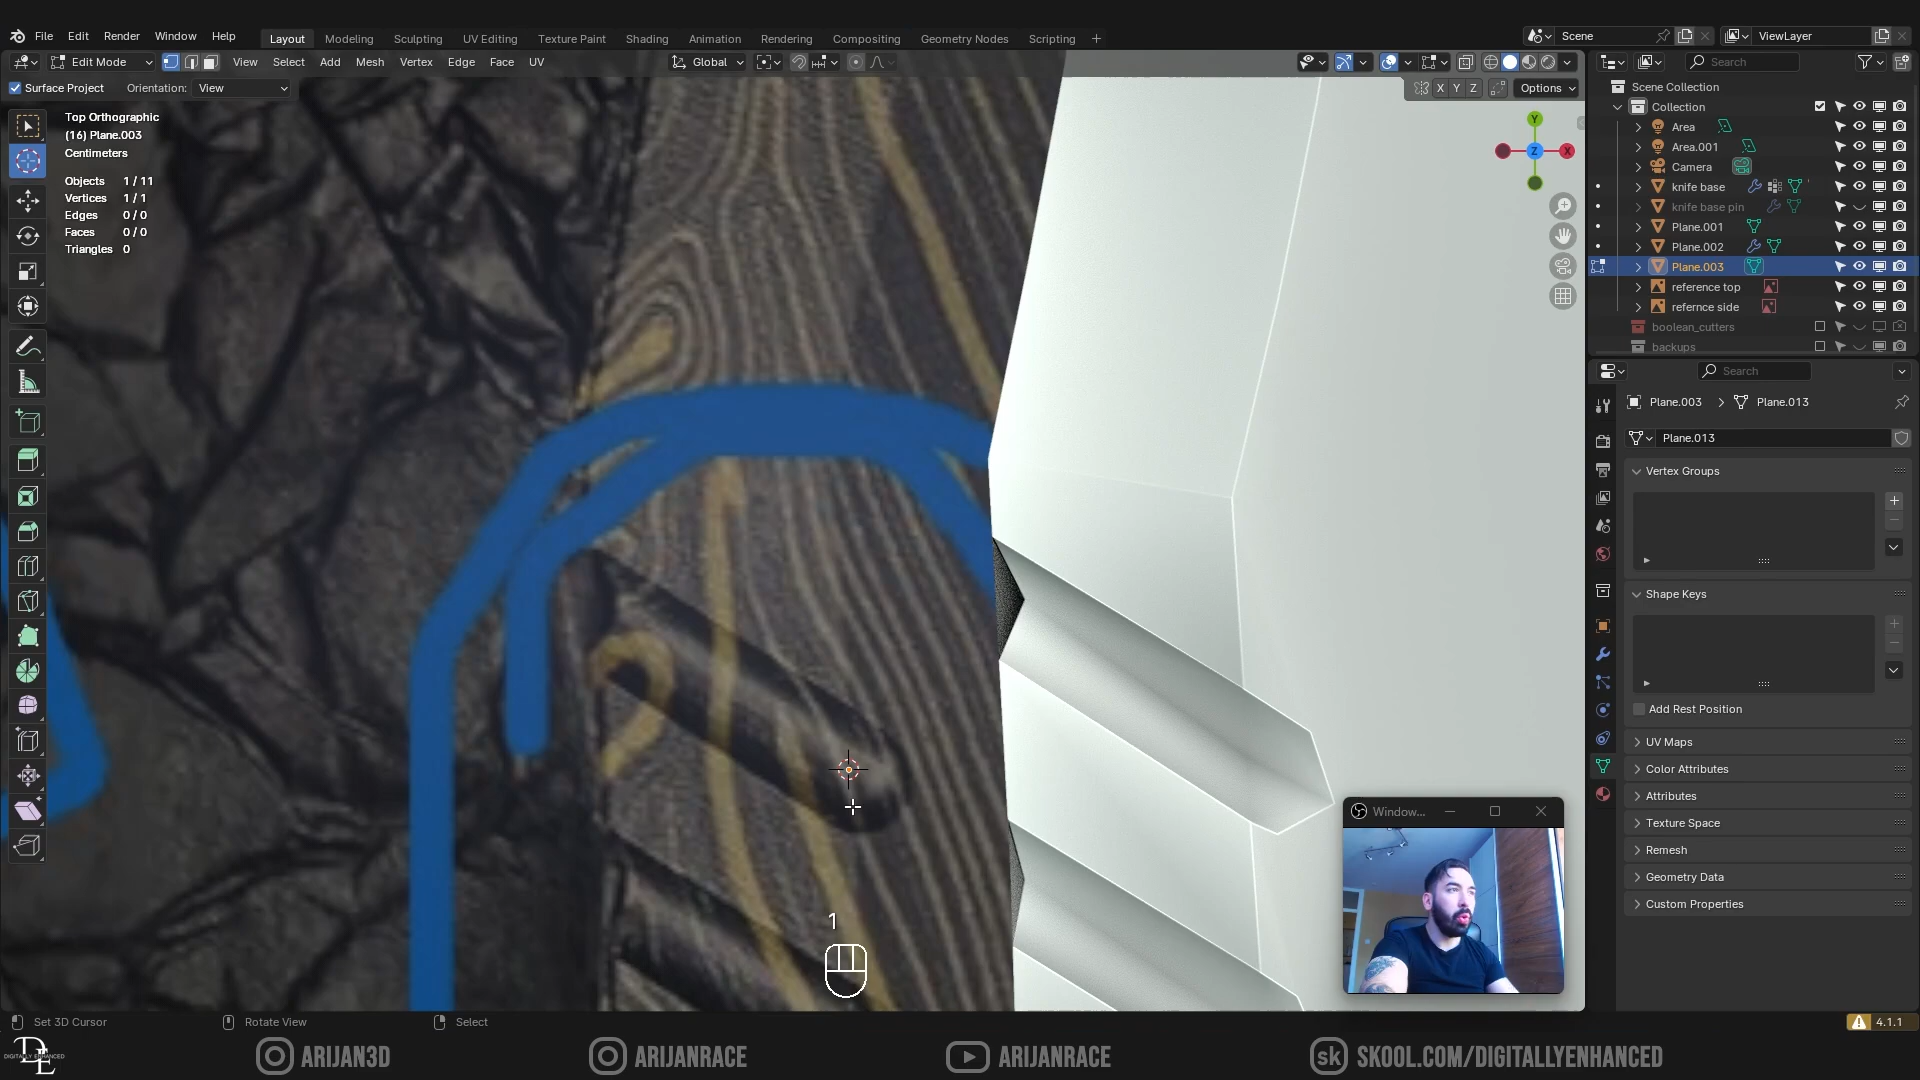 File Edit Render Window Help
Layout Modeling Sculpting UV Editing Texture Paint Shading Animation Rendering Compositing Geometry Nodes Scripting +
Scene
ViewLayer
Edit Mode
View Select Add Mesh Vertex Edge Face UV
Global
Search
Surface Project Orientation: View
X Y Z Options
Top Orthographic
(16) Plane.003
Centimeters
Objects 1 / 11
Vertices 1 / 1
Edges 0 / 0
Faces 0 / 0
Triangles 0
Y
Z
X
Scene Collection
Collection
Area
Area.001
Camera
knife base
knife base pin
Plane.001
Plane.002
Plane.003
reference top
refernce side
boolean_cutters
backups
Search
Plane.003 > Plane.013
Plane.013
Vertex Groups
Shape Keys
Add Rest Position
UV Maps
Color Attributes
Attributes
Texture Space
Remesh
Geometry Data
Custom Properties
Window...
1
Set 3D Cursor
Rotate View
Select
4.1.1
DIGITALLY ENHANCED
ARIJAN3D
ARIJANRACE
ARIJANRACE
sk SKOOL.COM/DIGITALLYENHANCED